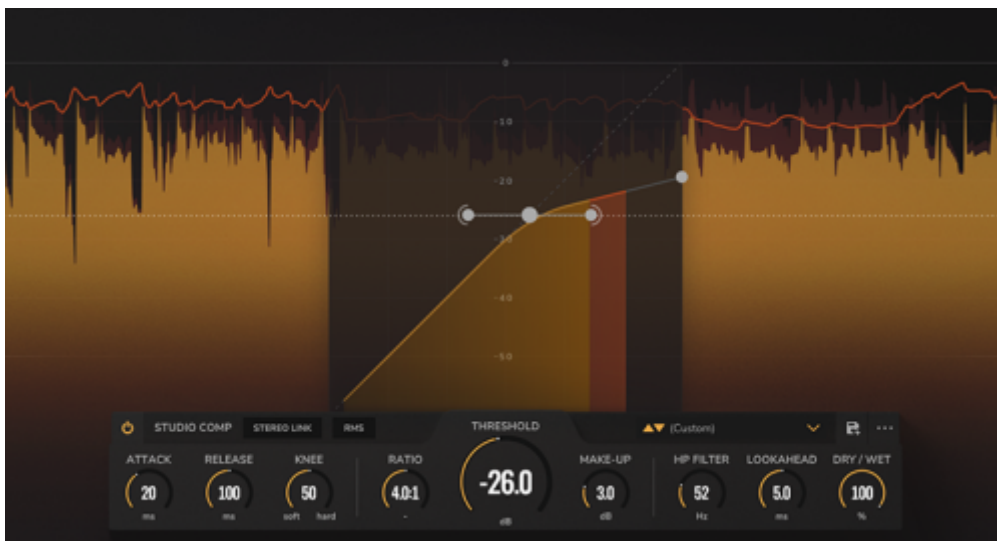 0
-10
-20
-30
-40
-50
STUDIO COMP STEREO LINK RMS THRESHOLD (Custom)
ATTACK RELEASE KNEE RATIO MAKE-UP HP FILTER LOOKAHEAD DRY / WET
20 100 50 4.0:1 -26.0 3.0 52 5.0 100
ms ms soft hard - dB dB Hz ms %